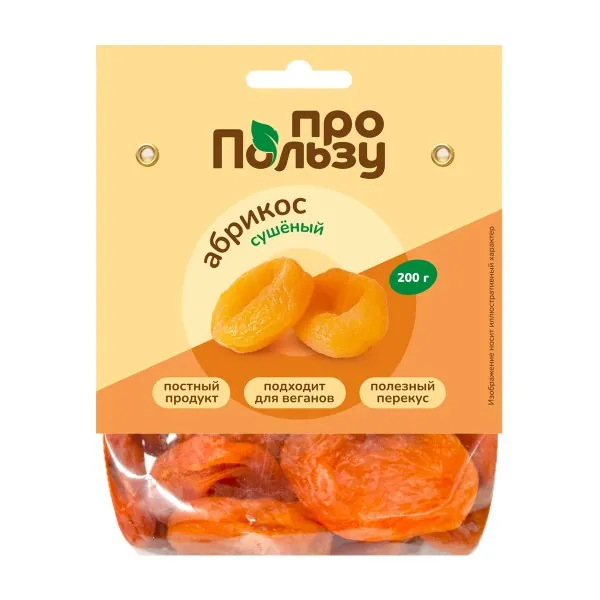 про
Пользу
абрикос
сушёный
200 г
Изображение носит иллюстративный характер
постный
продукт
подходит
для веганов
полезный
перекус